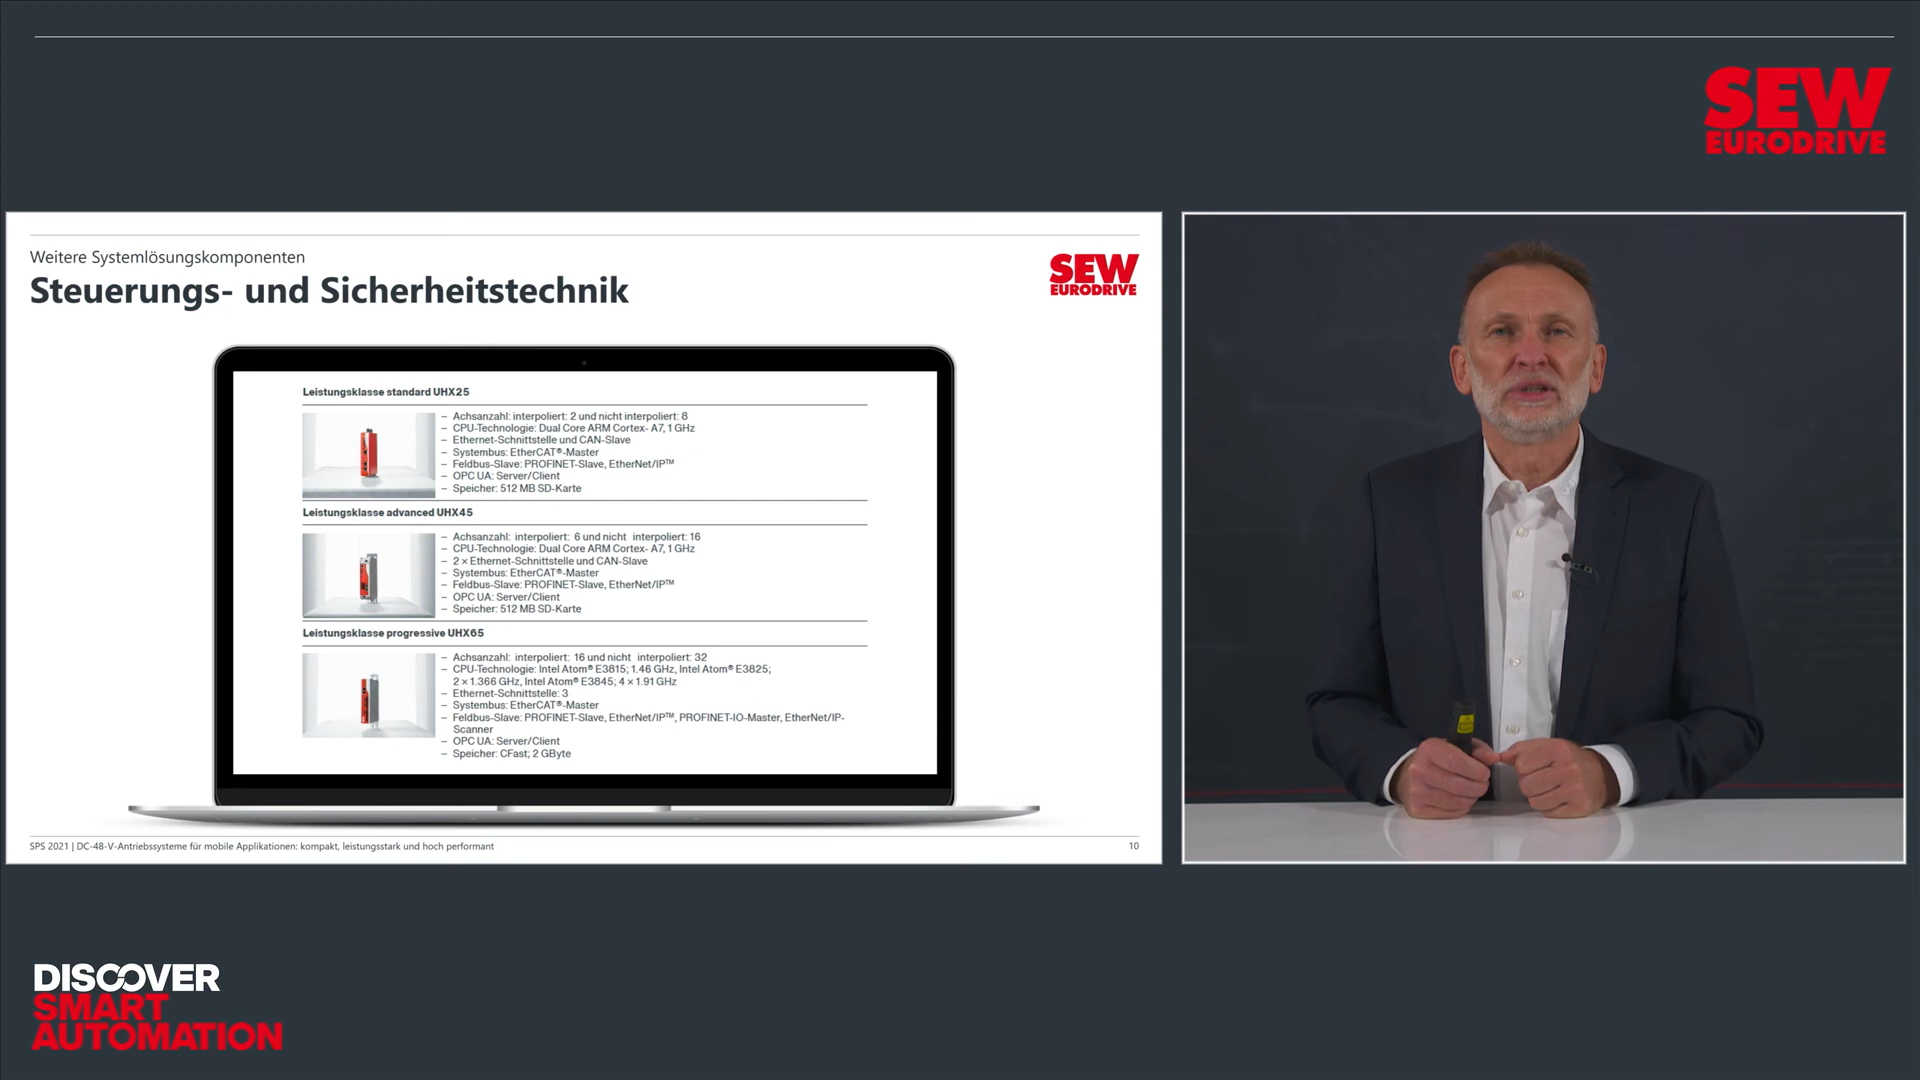 SEW
EURODRIVE
Weitere Systemlösungskomponenten
Steuerungs- und Sicherheitstechnik
SEW
EURODRIVE
Leistungsklasse standard UHX25
– Achsanzahl: interpoliert: 2 und nicht interpoliert: 8
– CPU-Technologie: Dual Core ARM Cortex- A7, 1 GHz
– Ethernet-Schnittstelle und CAN-Slave
– Systembus: EtherCAT®-Master
– Feldbus-Slave: PROFINET-Slave, EtherNet/IP™
– OPC UA: Server/Client
– Speicher: 512 MB SD-Karte
Leistungsklasse advanced UHX45
– Achsanzahl: interpoliert: 6 und nicht interpoliert: 16
– CPU-Technologie: Dual Core ARM Cortex- A7, 1 GHz
– 2 × Ethernet-Schnittstelle und CAN-Slave
– Systembus: EtherCAT®-Master
– Feldbus-Slave: PROFINET-Slave, EtherNet/IP™
– OPC UA: Server/Client
– Speicher: 512 MB SD-Karte
Leistungsklasse progressive UHX65
– Achsanzahl: interpoliert: 16 und nicht interpoliert: 32
– CPU-Technologie: Intel Atom® E3815; 1.46 GHz, Intel Atom® E3825;
2 × 1.366 GHz, Intel Atom® E3845; 4 × 1.91 GHz
– Ethernet-Schnittstelle: 3
– Systembus: EtherCAT®-Master
– Feldbus-Slave: PROFINET-Slave, EtherNet/IP™, PROFINET-IO-Master, EtherNet/IP-
Scanner
– OPC UA: Server/Client
– Speicher: CFast; 2 GByte
SPS 2021 | DC-48-V-Antriebssysteme für mobile Applikationen: kompakt, leistungsstark und hoch performant
10
DISCOVER
SMART
AUTOMATION